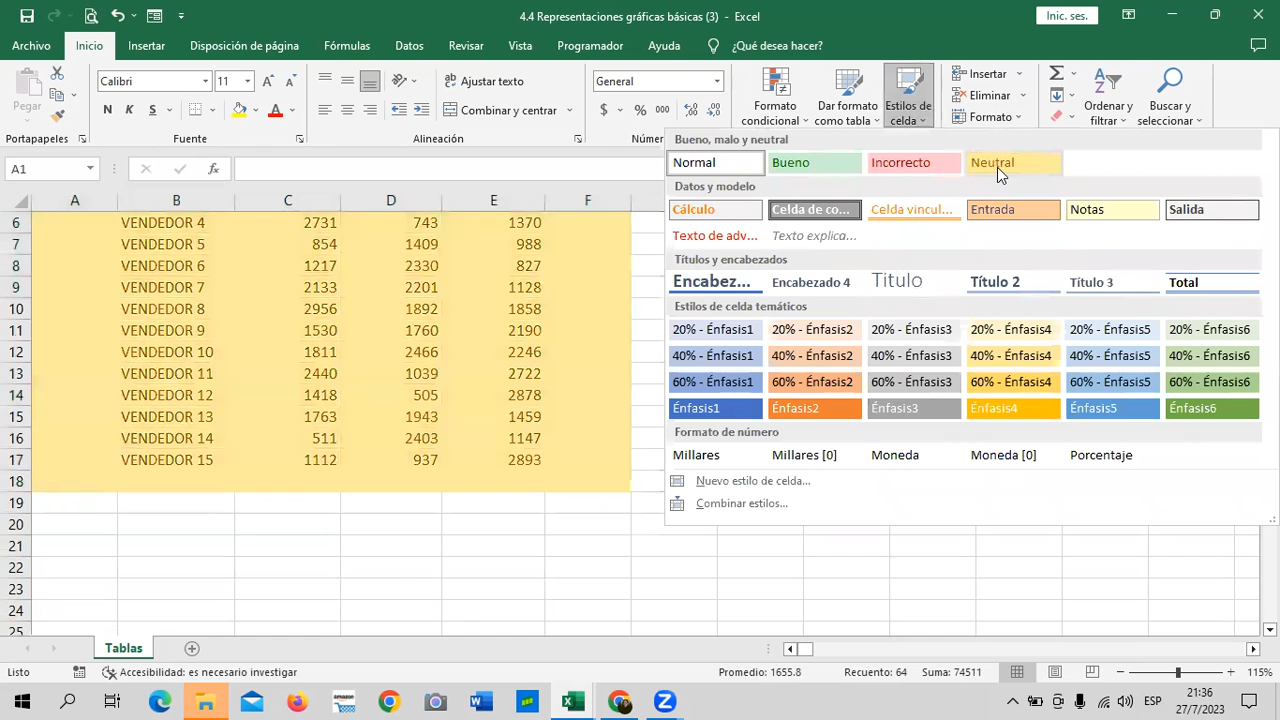 4.4 Representaciones gráficas básicas (3) - Excel
Inic. ses.
Archivo Inicio Insertar Disposición de página Fórmulas Datos Revisar Vista Programador Ayuda ¿Qué desea hacer?
Pegar
Calibri 11
N K S
Ajustar texto
Combinar y centrar
General
$ % 000
Formato condicional
Dar formato como tabla
Estilos de celda
Insertar
Eliminar
Formato
Ordenar y filtrar
Buscar y seleccionar
Portapapeles Fuente Alineación Númer
A1
fx
Bueno, malo y neutral
Normal Bueno Incorrecto Neutral
Datos y modelo
Cálculo Celda de co... Celda vincul... Entrada Notas Salida
Texto de adv... Texto explica...
Títulos y encabezados
Encabez... Encabezado 4 Título Título 2 Título 3 Total
Estilos de celda temáticos
20% - Énfasis1 20% - Énfasis2 20% - Énfasis3 20% - Énfasis4 20% - Énfasis5 20% - Énfasis6
40% - Énfasis1 40% - Énfasis2 40% - Énfasis3 40% - Énfasis4 40% - Énfasis5 40% - Énfasis6
60% - Énfasis1 60% - Énfasis2 60% - Énfasis3 60% - Énfasis4 60% - Énfasis5 60% - Énfasis6
Énfasis1 Énfasis2 Énfasis3 Énfasis4 Énfasis5 Énfasis6
Formato de número
Millares Millares [0] Moneda Moneda [0] Porcentaje
Nuevo estilo de celda...
Combinar estilos...
A B C D E F
6 VENDEDOR 4 2731 743 1370
7 VENDEDOR 5 854 1409 988
8 VENDEDOR 6 1217 2330 827
9 VENDEDOR 7 2133 2201 1128
10 VENDEDOR 8 2956 1892 1858
11 VENDEDOR 9 1530 1760 2190
12 VENDEDOR 10 1811 2466 2246
13 VENDEDOR 11 2440 1039 2722
14 VENDEDOR 12 1418 505 2878
15 VENDEDOR 13 1763 1943 1459
16 VENDEDOR 14 511 2403 1147
17 VENDEDOR 15 1112 937 2893
18
19
20
21
22
23
24
25
Tablas
Listo Accesibilidad: es necesario investigar Promedio: 1655.8 Recuento: 64 Suma: 74511 115%
ESP
21:36
27/7/2023